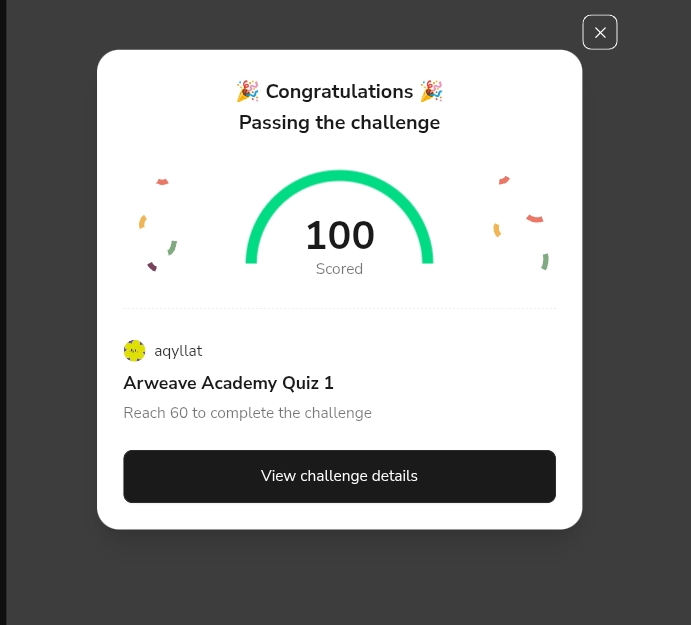 🎉 Congratulations 🎉
Passing the challenge
100
Scored
aqyllat
Arweave Academy Quiz 1
Reach 60 to complete the challenge
View challenge details